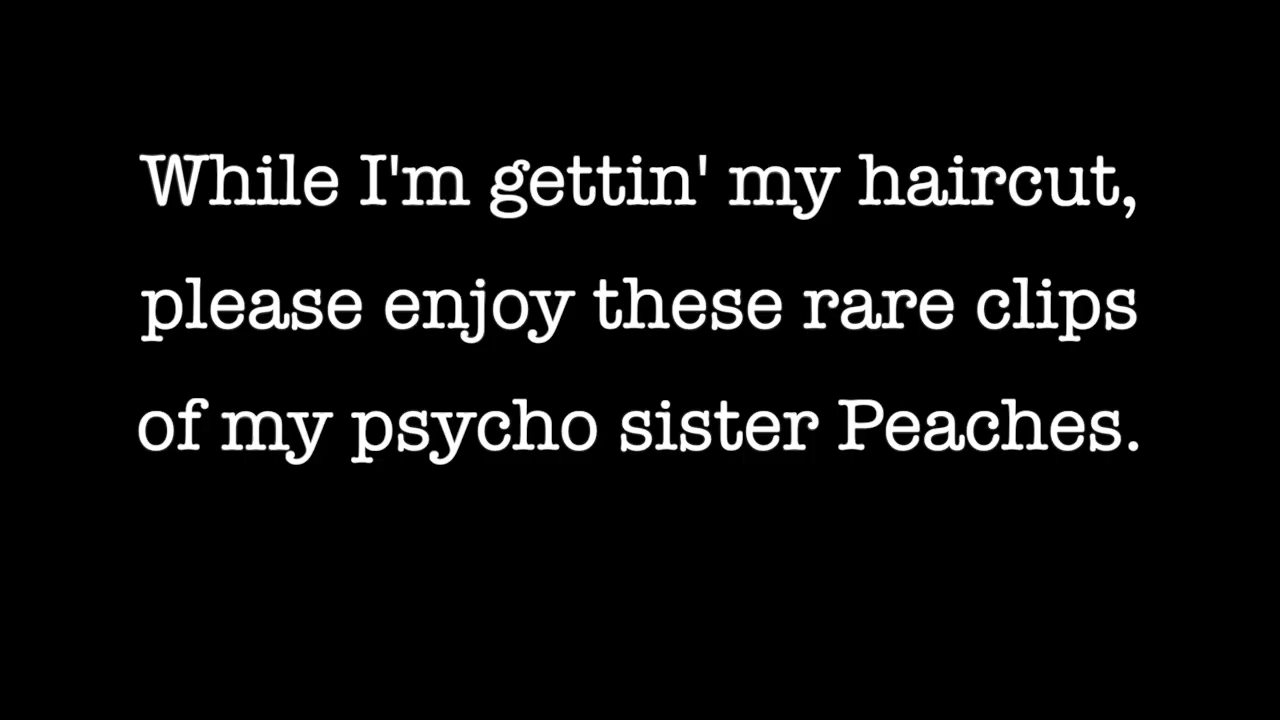 While I'm gettin' my haircut,
please enjoy these rare clips
of my psycho sister Peaches.